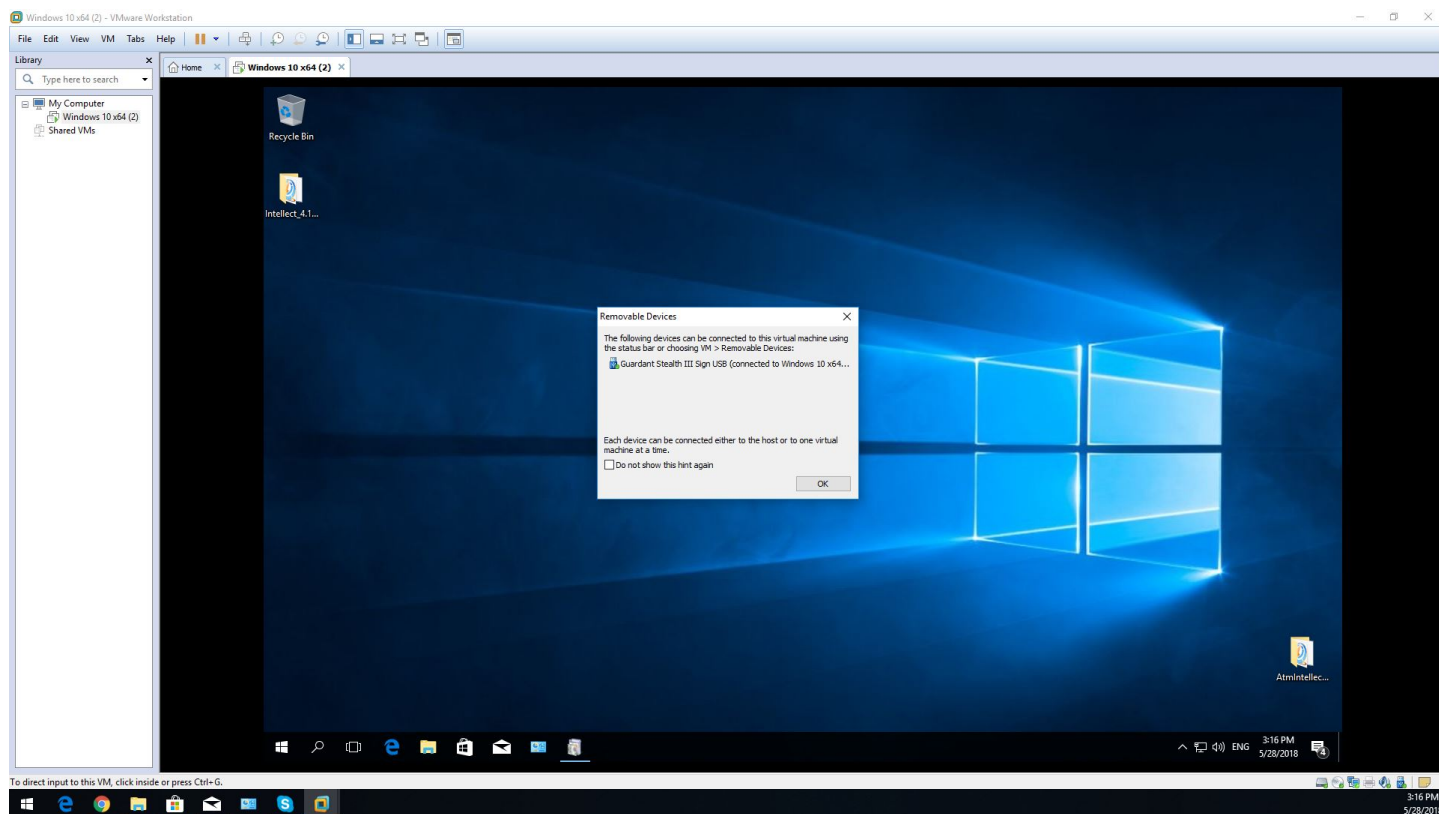 Windows 10 x64 (2) - VMware Workstation
File Edit View VM Tabs Help
Library
Type here to search
Home
Windows 10 x64 (2)
My Computer
Windows 10 x64 (2)
Shared VMs
Recycle Bin
Intellect_4.1...
Removable Devices
The following devices can be connected to this virtual machine using
the status bar or choosing VM > Removable Devices:
Guardant Stealth III Sign USB (connected to Windows 10 x64...
Each device can be connected either to the host or to one virtual
machine at a time.
Do not show this hint again
OK
AtmIntellec...
ENG
3:16 PM
5/28/2018
4
To direct input to this VM, click inside or press Ctrl+G.
3:16 PM
5/28/201